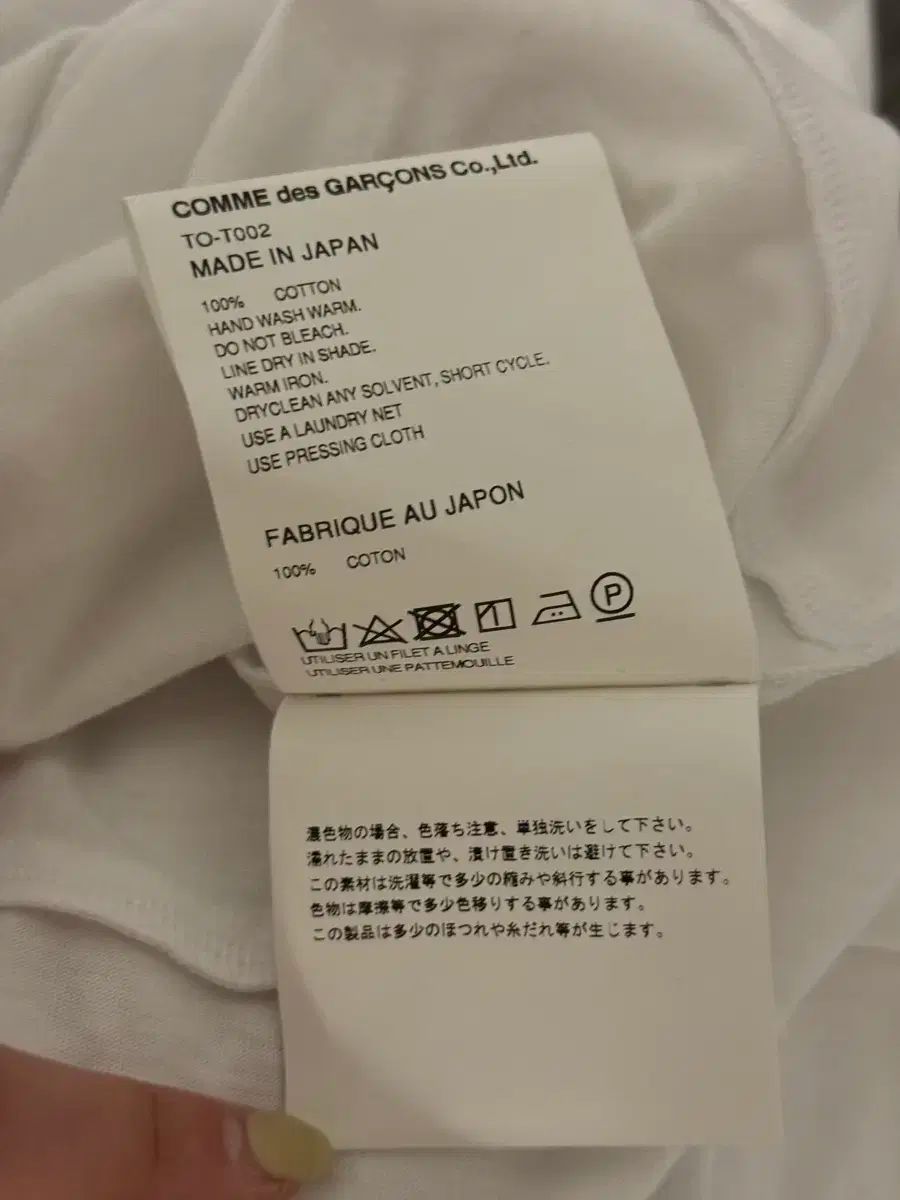 COMME des GARÇONS Co.,Ltd.
TO-T002
MADE IN JAPAN
100% COTTON
HAND WASH WARM.
DO NOT BLEACH.
LINE DRY IN SHADE.
WARM IRON.
DRYCLEAN ANY SOLVENT, SHORT CYCLE.
USE A LAUNDRY NET
USE PRESSING CLOTH
FABRIQUE AU JAPON
100% COTON
P
UTILISER UN FILET A LINGE
UTILISER UNE PATTEMOUILLE
濃色物の場合、色落ち注意、単独洗いをして下さい。
濡れたままの放置や、漬け置き洗いは避けて下さい。
この素材は洗濯等で多少の縮みや斜行する事があります。
色物は摩擦等で多少色移りする事があります。
この製品は多少のほつれや糸だれ等が生じます。